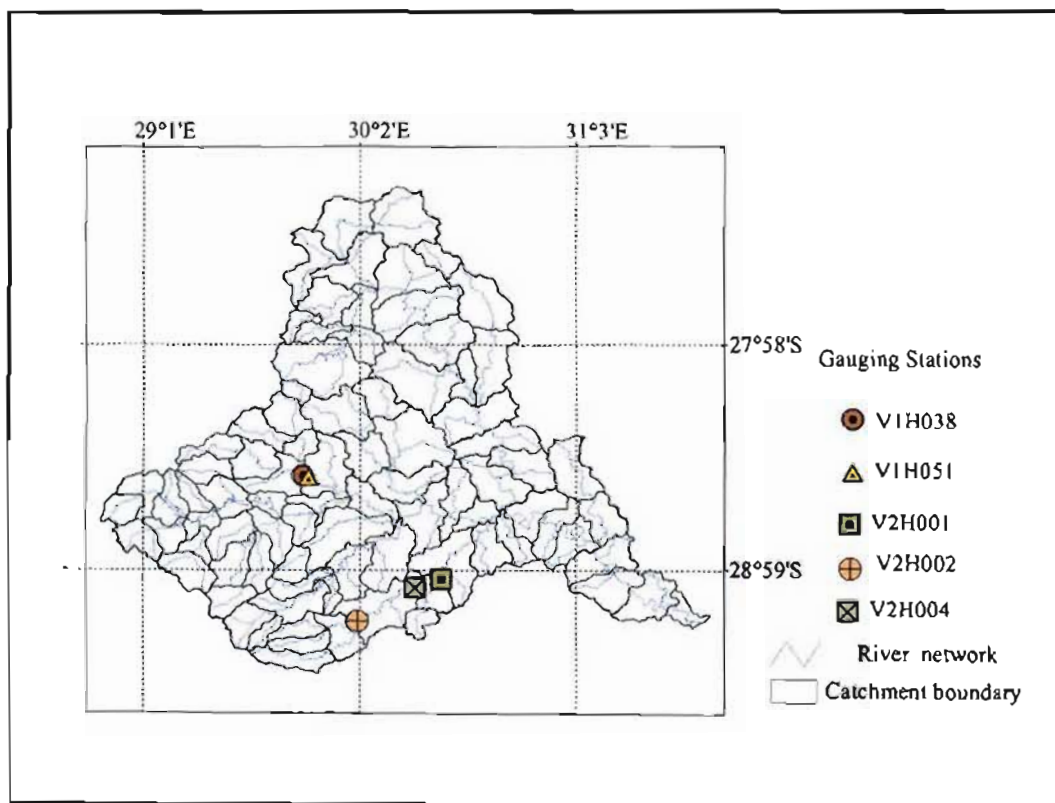 29°1'E 30°2'E 31°3'E
27°58'S
Gauging Stations
V1H038
V1H051
V2H001
28°59'S
V2H002
V2H004
River network
Catchment boundary